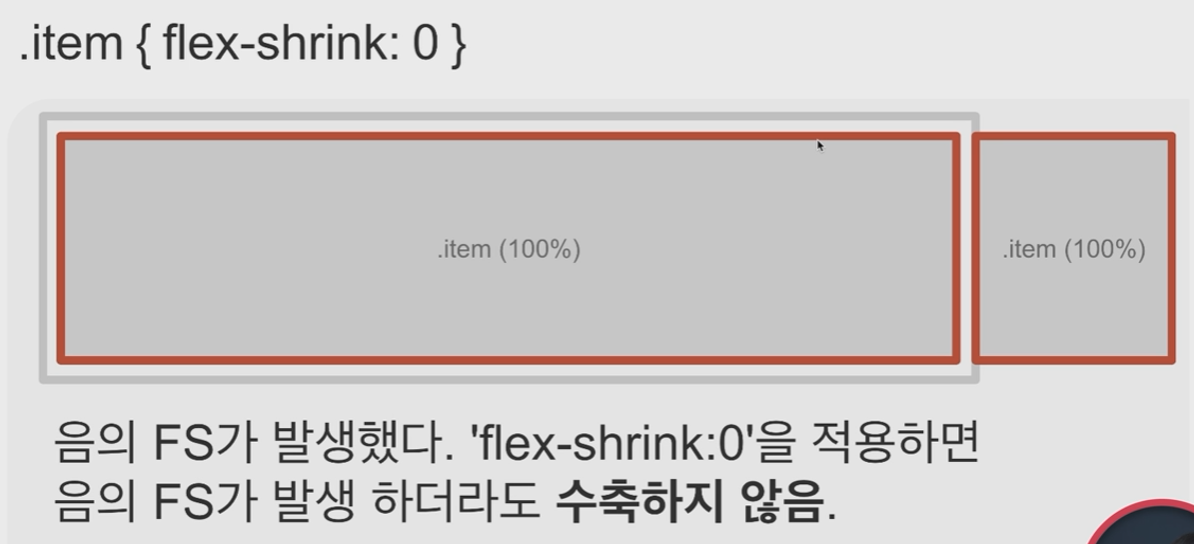 .item { flex-shrink: 0 }
.item (100%)
.item (100%)
음의 FS가 발생했다. 'flex-shrink:0'을 적용하면
음의 FS가 발생 하더라도 수축하지 않음.